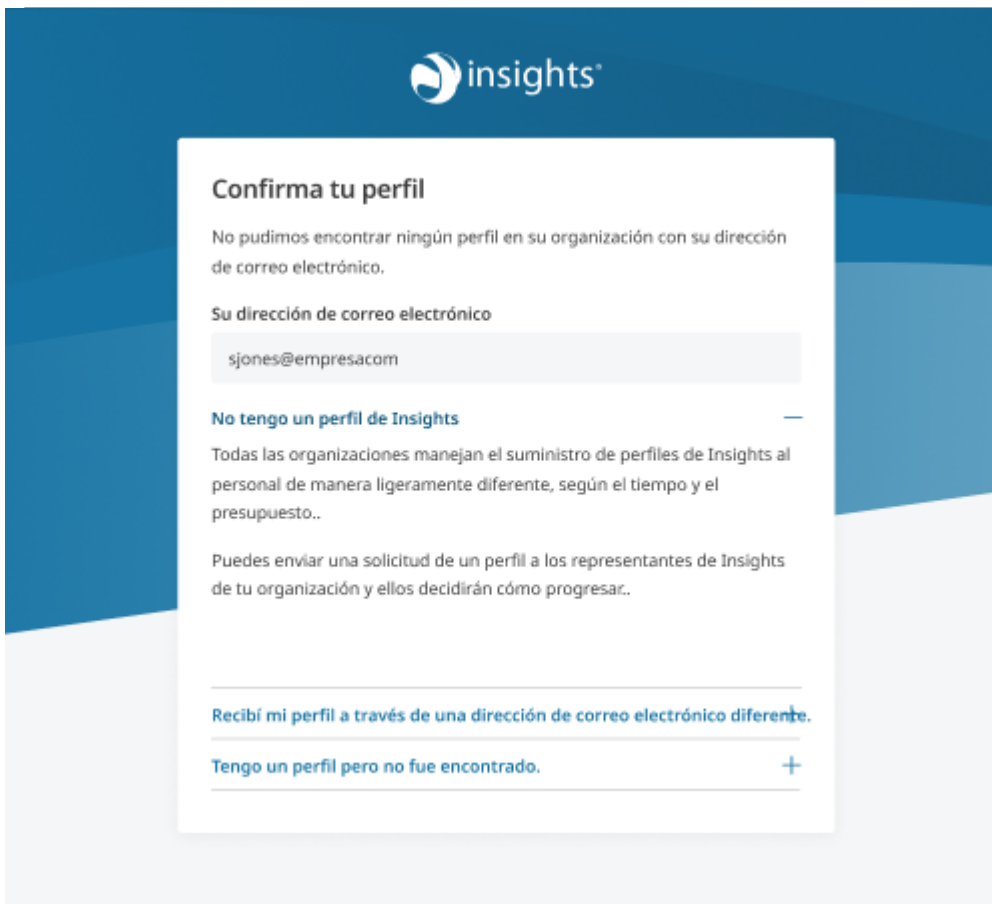 insights
Confirma tu perfil
No pudimos encontrar ningún perfil en su organización con su dirección
de correo electrónico.
Su dirección de correo electrónico
sjones@empresacom
No tengo un perfil de Insights
Todas las organizaciones manejan el suministro de perfiles de Insights al
personal de manera ligeramente diferente, según el tiempo y el
presupuesto..
Puedes enviar una solicitud de un perfil a los representantes de Insights
de tu organización y ellos decidirán cómo progresar..
Recibí mi perfil a través de una dirección de correo electrónico diferente.
Tengo un perfil pero no fue encontrado.